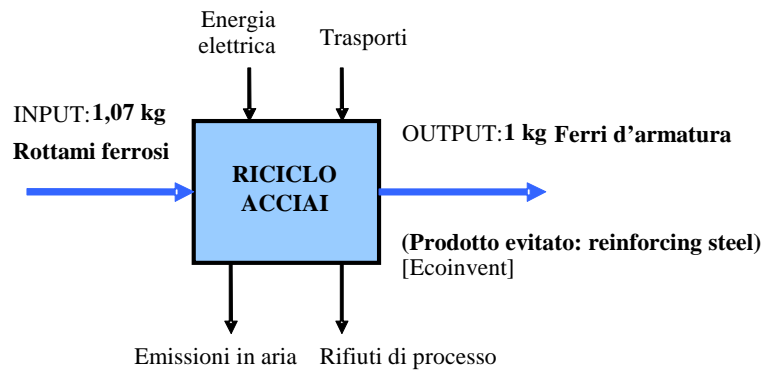 Energia
elettrica
Trasporti
INPUT: 1,07 kg
Rottami ferrosi
RICICLO
ACCIAI
OUTPUT: 1 kg Ferri d’armatura
(Prodotto evitato: reinforcing steel)
[Ecoinvent]
Emissioni in aria
Rifiuti di processo